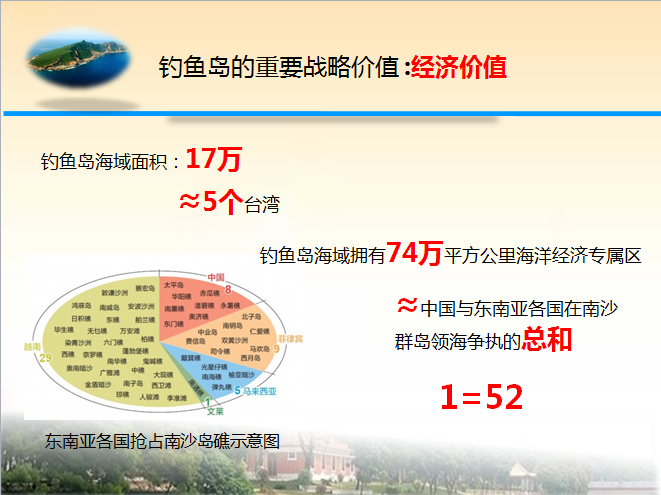 钓鱼岛的重要战略价值:经济价值
钓鱼岛海域面积：17万
≈5个台湾
钓鱼岛海域拥有74万平方公里海洋经济专属区
≈中国与东南亚各国在南沙
群岛领海争执的总和
1=52
中国
8
太平岛
华阳礁 赤瓜礁
南薰礁 渚碧礁 永暑礁
美济礁
东门礁
菲律宾
9
北子岛
南钥岛
中业岛 仁爱礁
费信岛 双黄沙洲
司令礁 马欢岛
西月岛
5 马来西亚
簸箕礁
光星仔礁
南海礁 榆亚暗沙
弹丸礁
1
文莱
南通礁
越南
29
景宏岛
敦谦沙洲
鸿庥岛 南威岛 安波沙洲
日积礁 东礁 舶兰礁
毕生礁 无乜礁 万安滩
染青沙洲 六门礁 柏礁
西礁 奈罗礁 蓬勃堡礁
南华礁 鬼喊礁
奥南暗沙 广雅滩 中礁 大现礁
金盾暗沙 南子岛 西卫滩
琼礁 人骏滩 李准滩
东南亚各国抢占南沙岛礁示意图